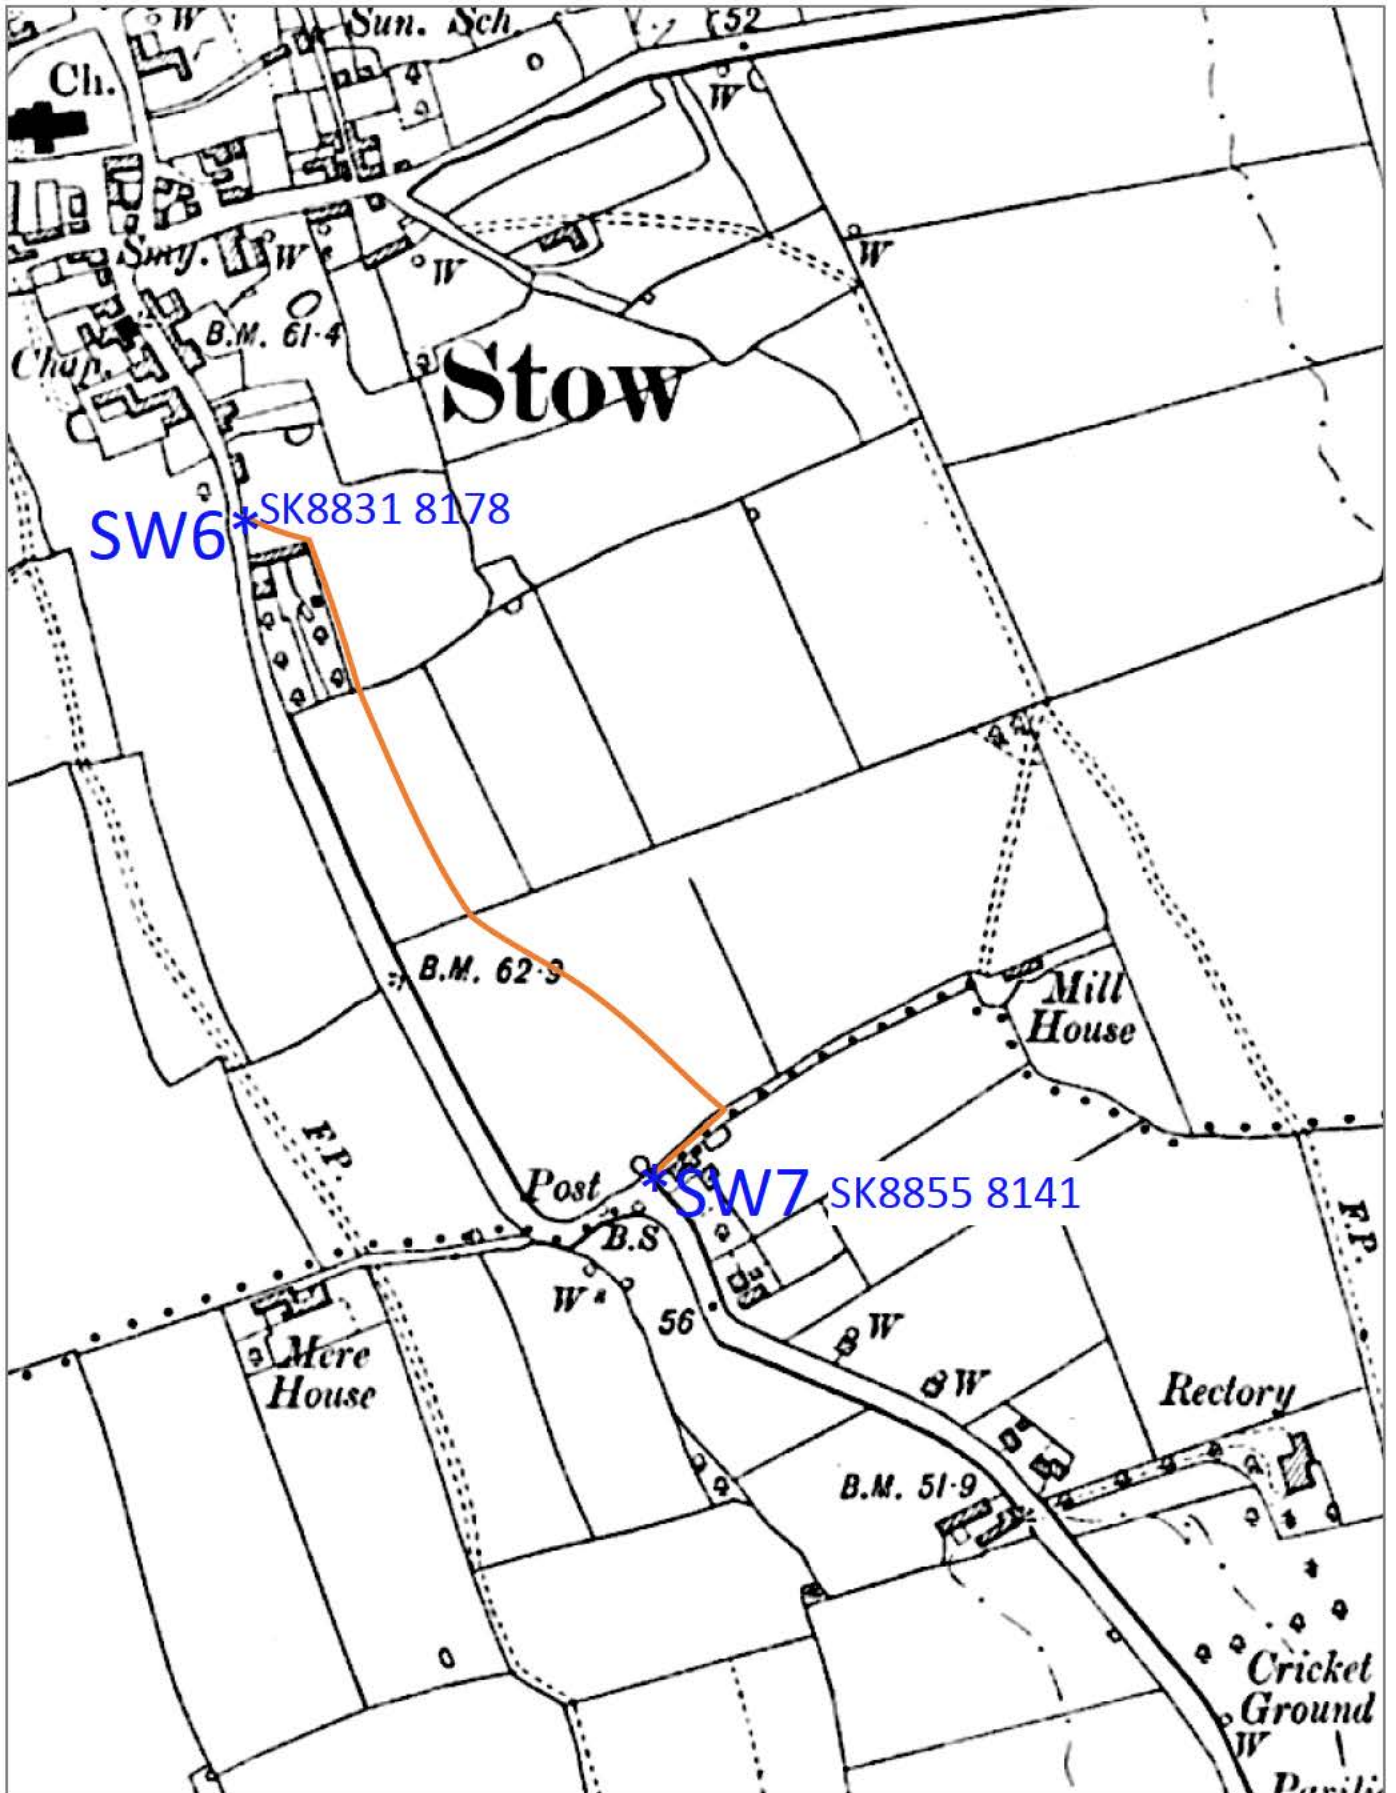 W
Sun. Sch.
52
Ch.
W
Smy.
W
W
W
B.M. 61·4
Chap.
Stow
SW6
*
SK8831 8178
B.M. 62·9
Mill
House
F.P.
Post
*SW7
SK8855 8141
B.S
F.P.
W
56
W
Mere
House
W
Rectory
B.M. 51·9
Cricket
Ground
W